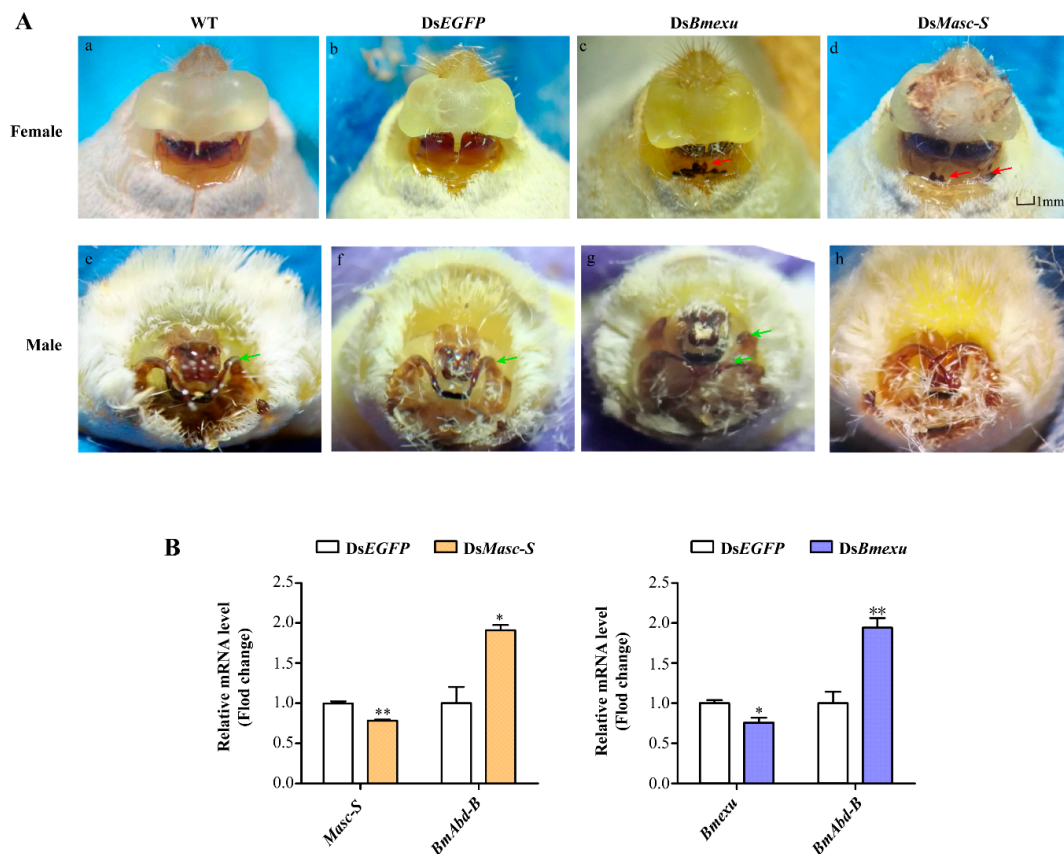 A
WT DsEGFP DsBmexu DsMasc-S
Female
a b c d
1mm
Male
e f g h
B
DsEGFP DsMasc-S
DsEGFP DsBmexu
Relative mRNA level
(Flod change)
2.5
2.0
1.5
1.0
0.5
0.0
** *
Masc-S BmAbd-B
Relative mRNA level
(Flod change)
2.5
2.0
1.5
1.0
0.5
0.0
* **
Bmexu BmAbd-B